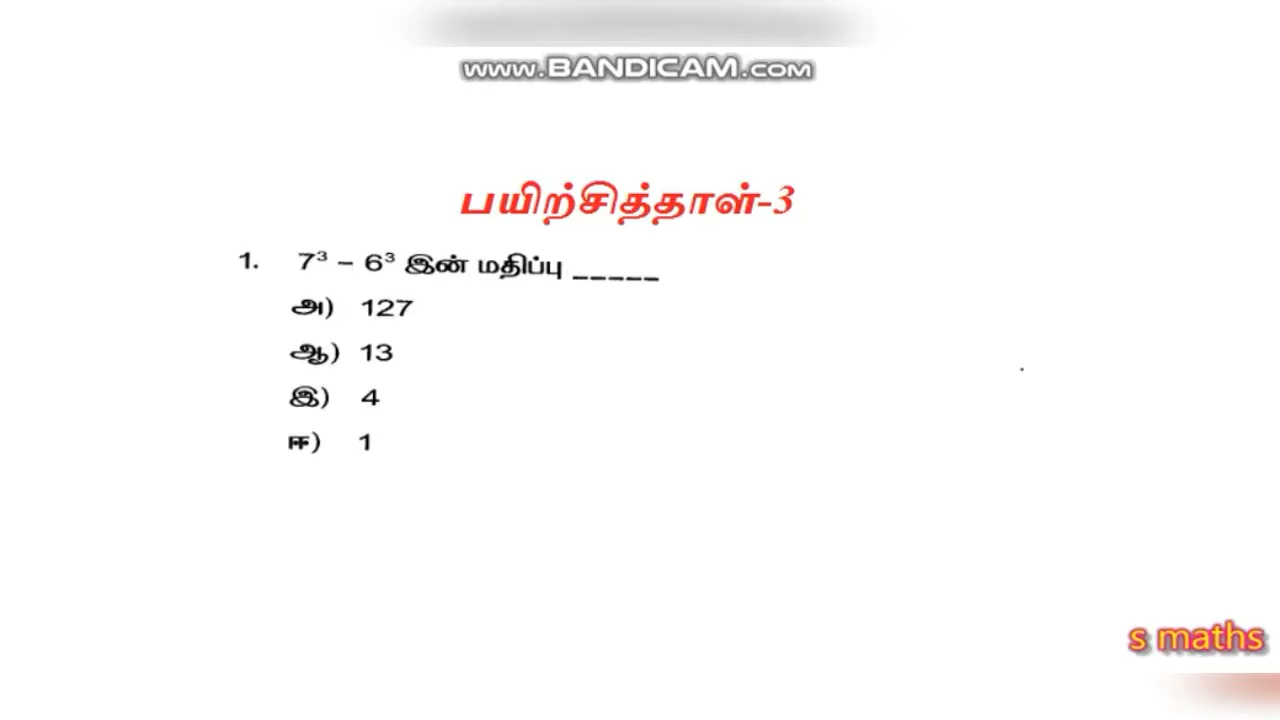 www.BANDICAM.com
பயிற்சித்தாள்-3
1. 7³ – 6³ இன் மதிப்பு _____
அ) 127
ஆ) 13
இ) 4
ஈ) 1
s maths